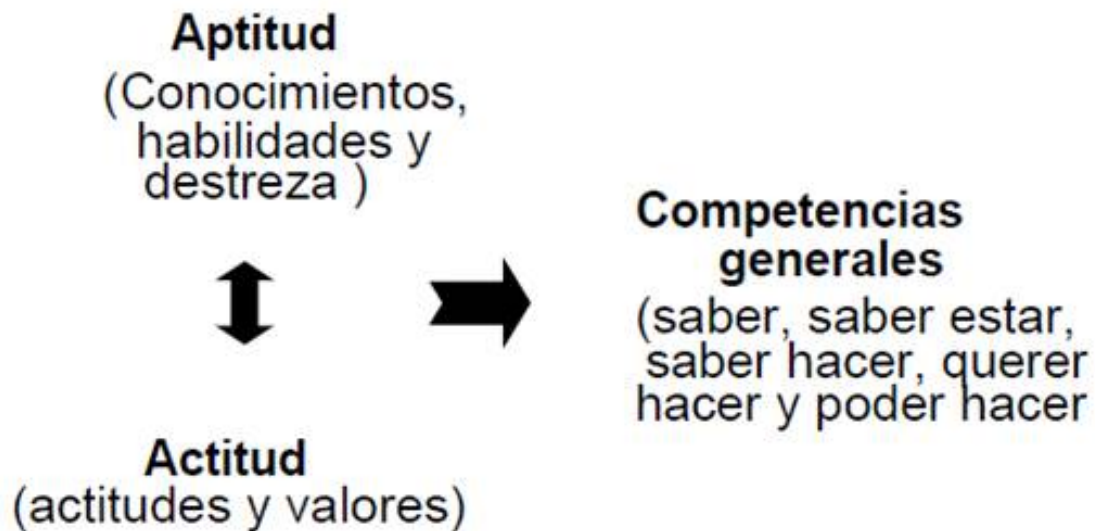 Aptitud
(Conocimientos,
habilidades y
destreza )
Competencias
generales
(saber, saber estar,
saber hacer, querer
hacer y poder hacer
Actitud
(actitudes y valores)